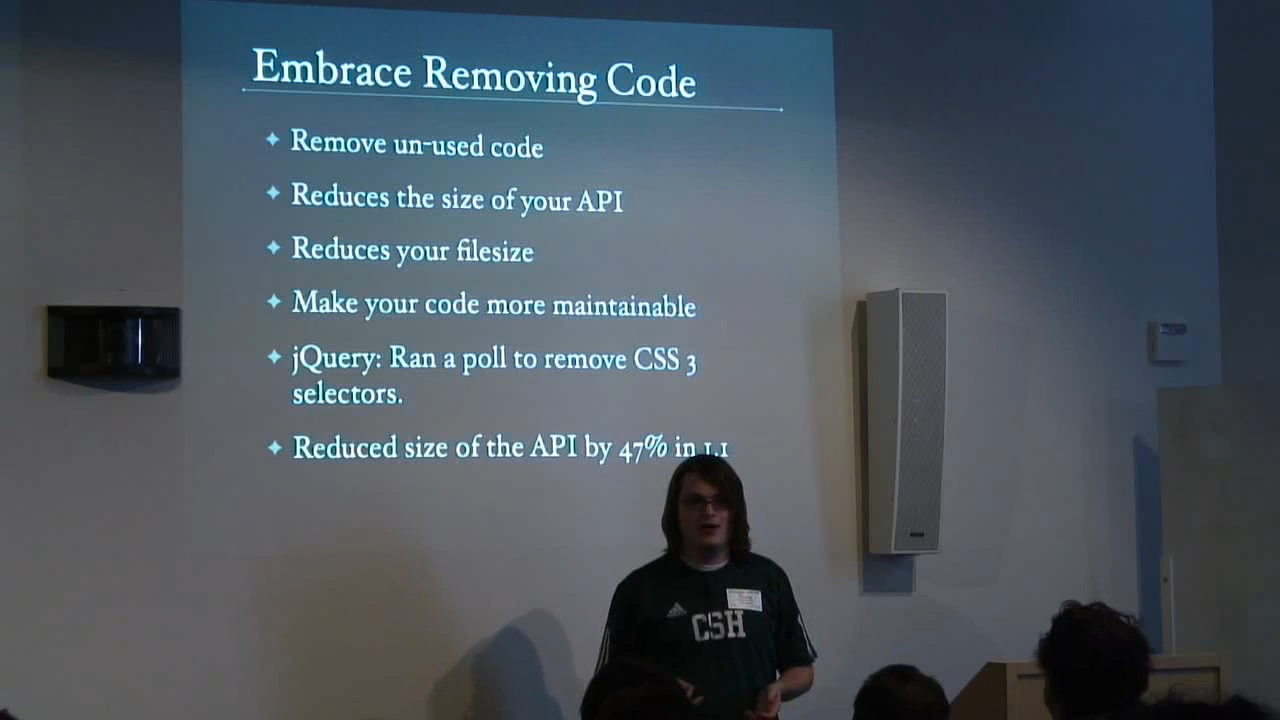 Embrace Removing Code
Remove un-used code
Reduces the size of your API
Reduces your filesize
Make your code more maintainable
jQuery: Ran a poll to remove CSS 3
selectors.
Reduced size of the API by 47% in 1.1
CSH